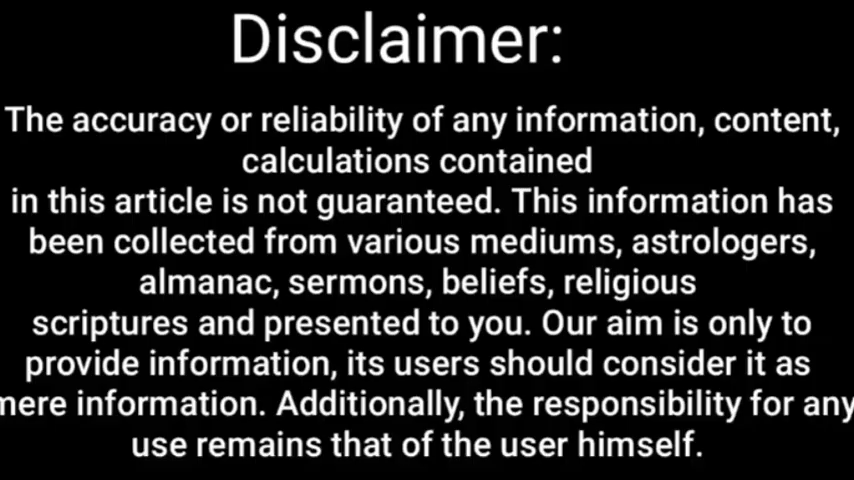 Disclaimer:
The accuracy or reliability of any information, content,
calculations contained
in this article is not guaranteed. This information has
been collected from various mediums, astrologers,
almanac, sermons, beliefs, religious
scriptures and presented to you. Our aim is only to
provide information, its users should consider it as
mere information. Additionally, the responsibility for any
use remains that of the user himself.